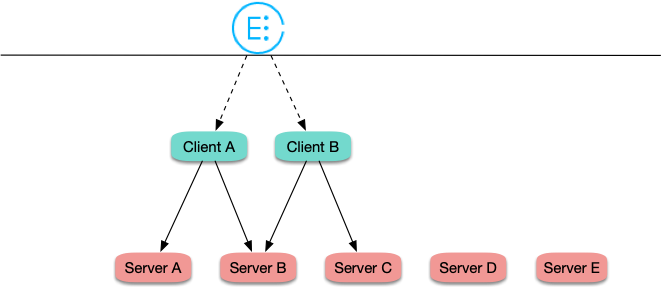 E
Client A
Client B
Server A
Server B
Server C
Server D
Server E